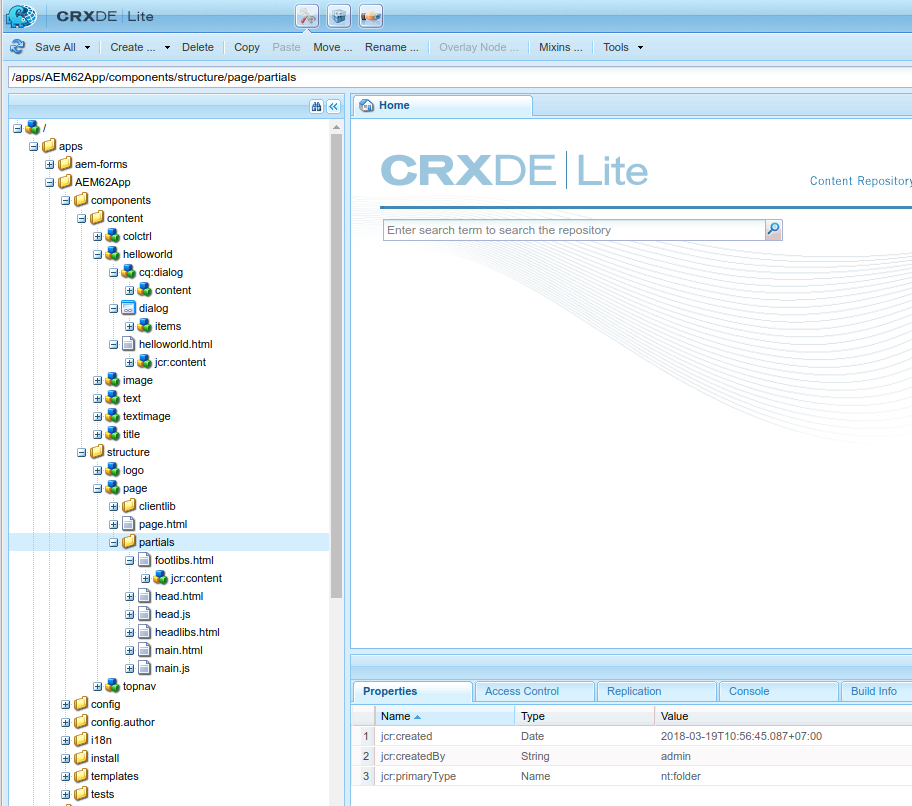 CRXDE | Lite
Save All Create ... Delete Copy Paste Move ... Rename ... Overlay Node ... Mixins ... Tools
/apps/AEM62App/components/structure/page/partials
Home
/
apps
aem-forms
AEM62App
components
content
colctrl
helloworld
cq:dialog
content
dialog
items
helloworld.html
jcr:content
image
text
textimage
title
structure
logo
page
clientlib
page.html
partials
footlibs.html
jcr:content
head.html
head.js
headlibs.html
main.html
main.js
topnav
config
config.author
i18n
install
templates
tests
CRXDE | Lite
Content Repository
Enter search term to search the repository
Properties Access Control Replication Console Build Info
Name Type Value
1 jcr:created Date 2018-03-19T10:56:45.087+07:00
2 jcr:createdBy String admin
3 jcr:primaryType Name nt:folder